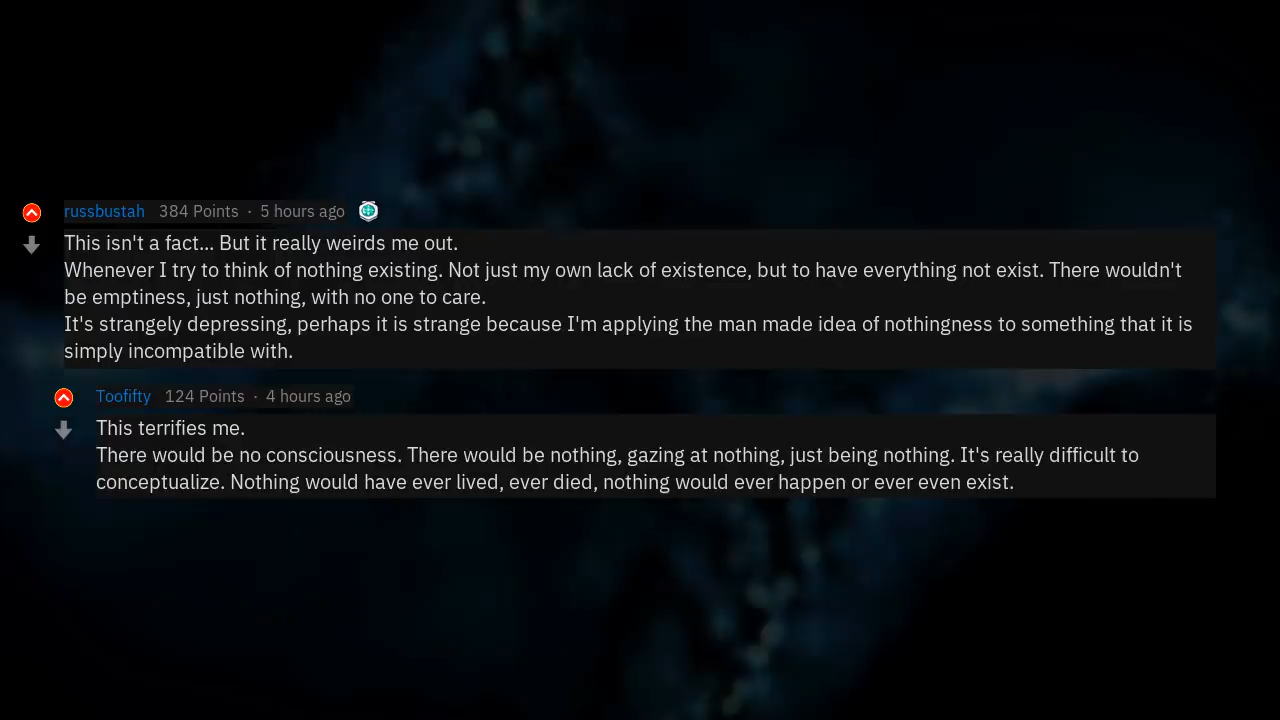 russbustah 384 Points · 5 hours ago
This isn't a fact... But it really weirds me out.
Whenever I try to think of nothing existing. Not just my own lack of existence, but to have everything not exist. There wouldn't
be emptiness, just nothing, with no one to care.
It's strangely depressing, perhaps it is strange because I'm applying the man made idea of nothingness to something that it is
simply incompatible with.
Toofifty 124 Points · 4 hours ago
This terrifies me.
There would be no consciousness. There would be nothing, gazing at nothing, just being nothing. It's really difficult to
conceptualize. Nothing would have ever lived, ever died, nothing would ever happen or ever even exist.